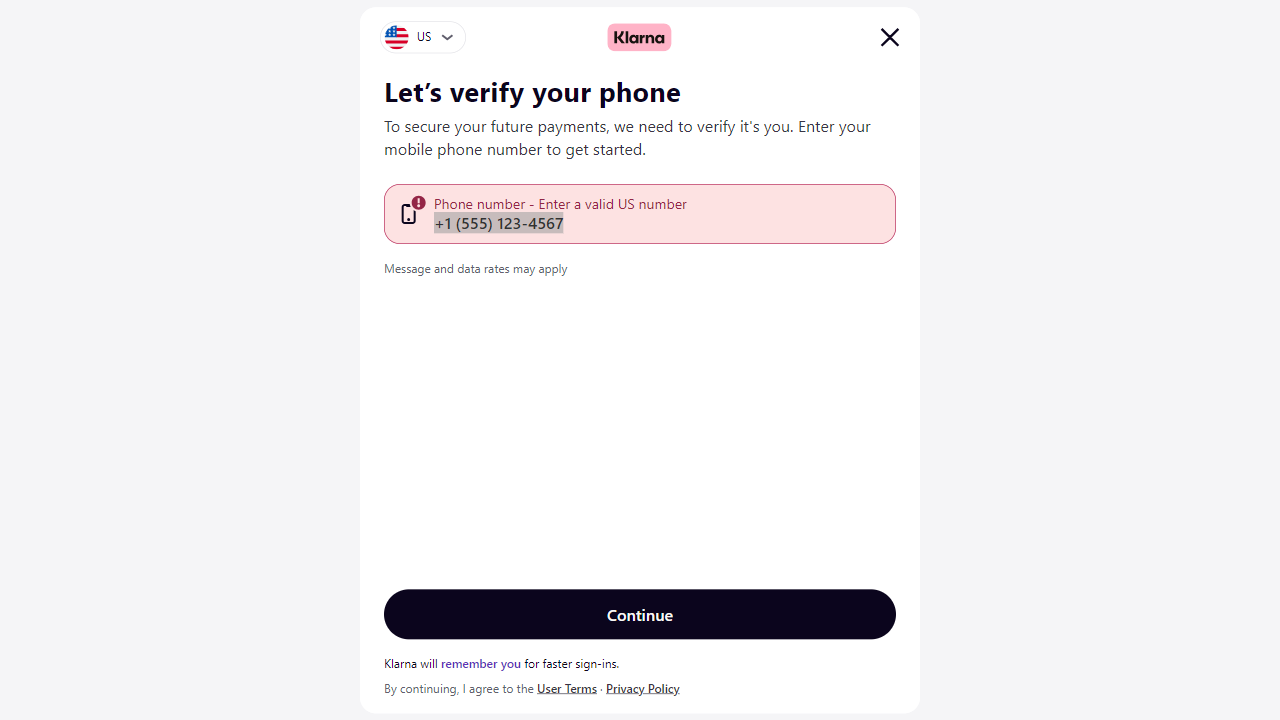 US
Klarna
Let’s verify your phone
To secure your future payments, we need to verify it's you. Enter your
mobile phone number to get started.
Phone number - Enter a valid US number
+1 (555) 123-4567
Message and data rates may apply
Continue
Klarna will remember you for faster sign-ins.
By continuing, I agree to the User Terms · Privacy Policy